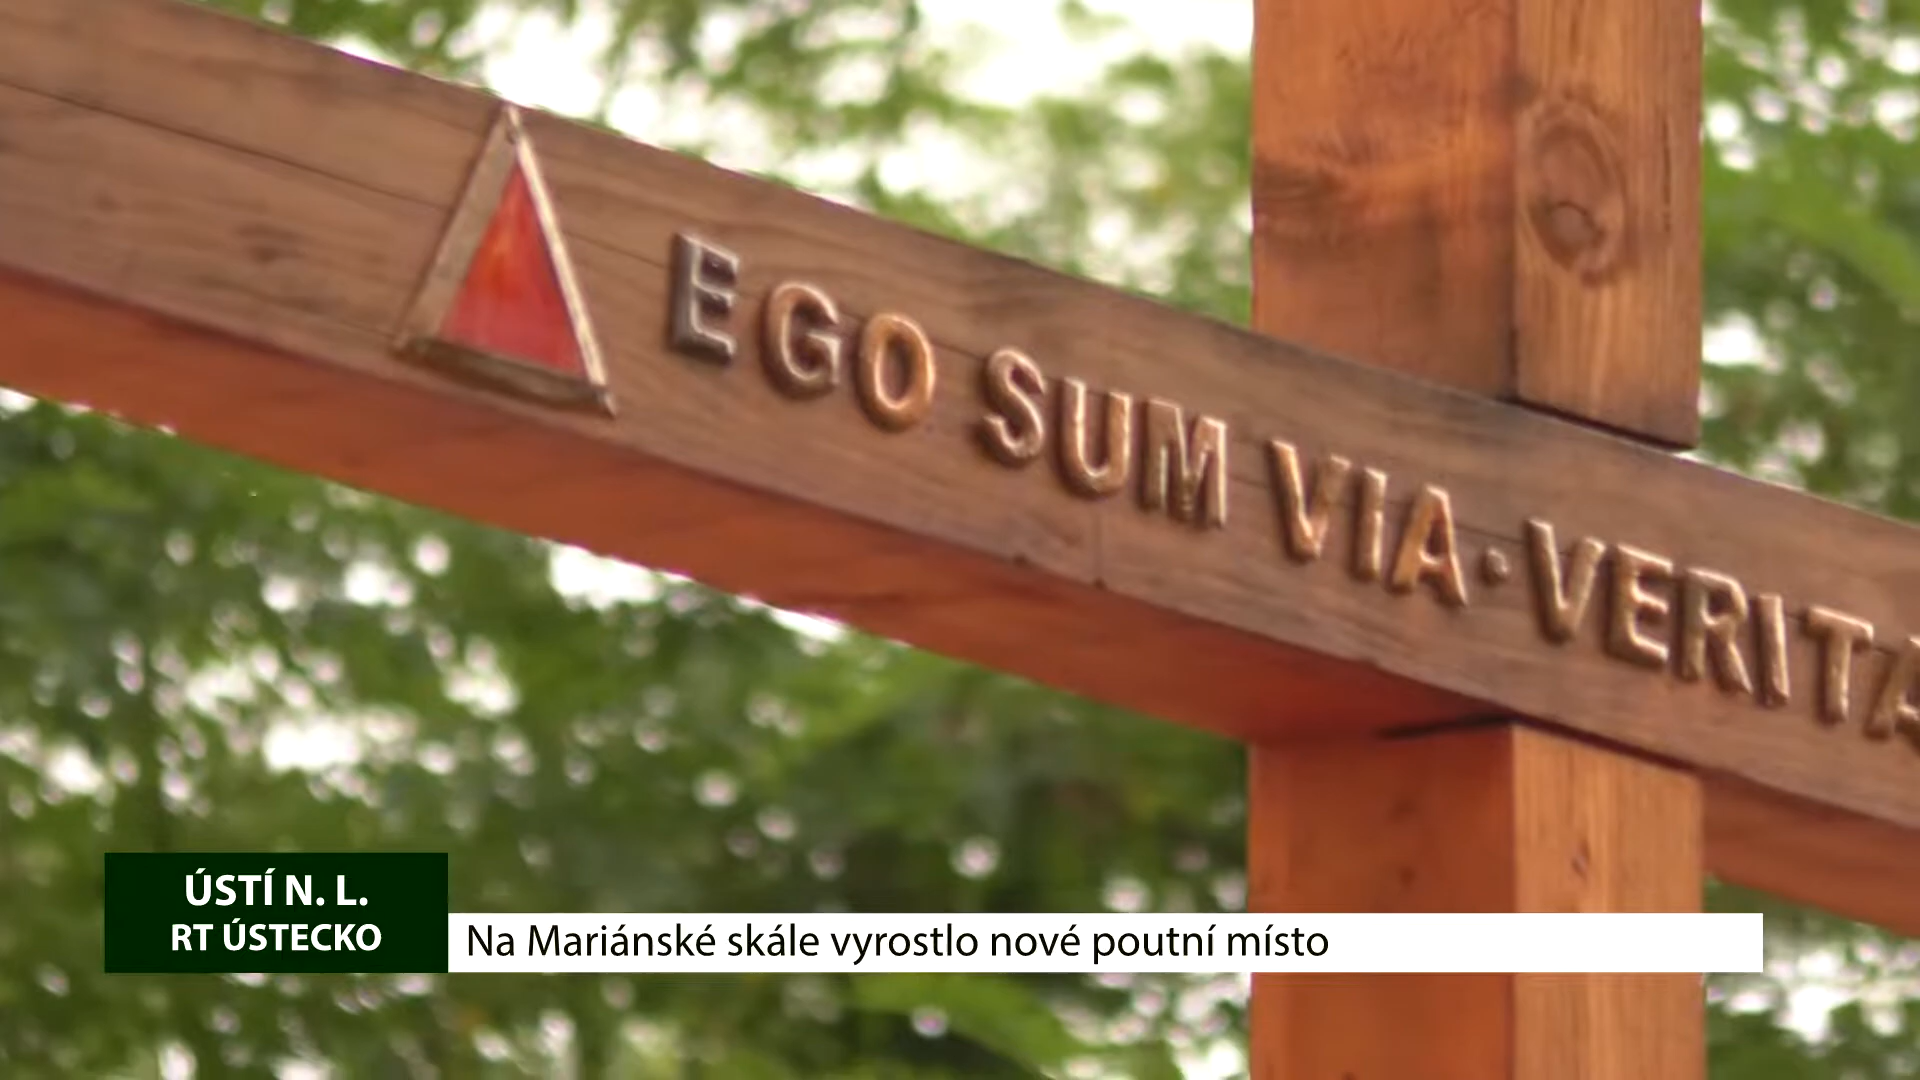 EGO SUM VIA·VERITA
ÚSTÍ N. L.
RT ÚSTECKO
Na Mariánské skále vyrostlo nové poutní místo